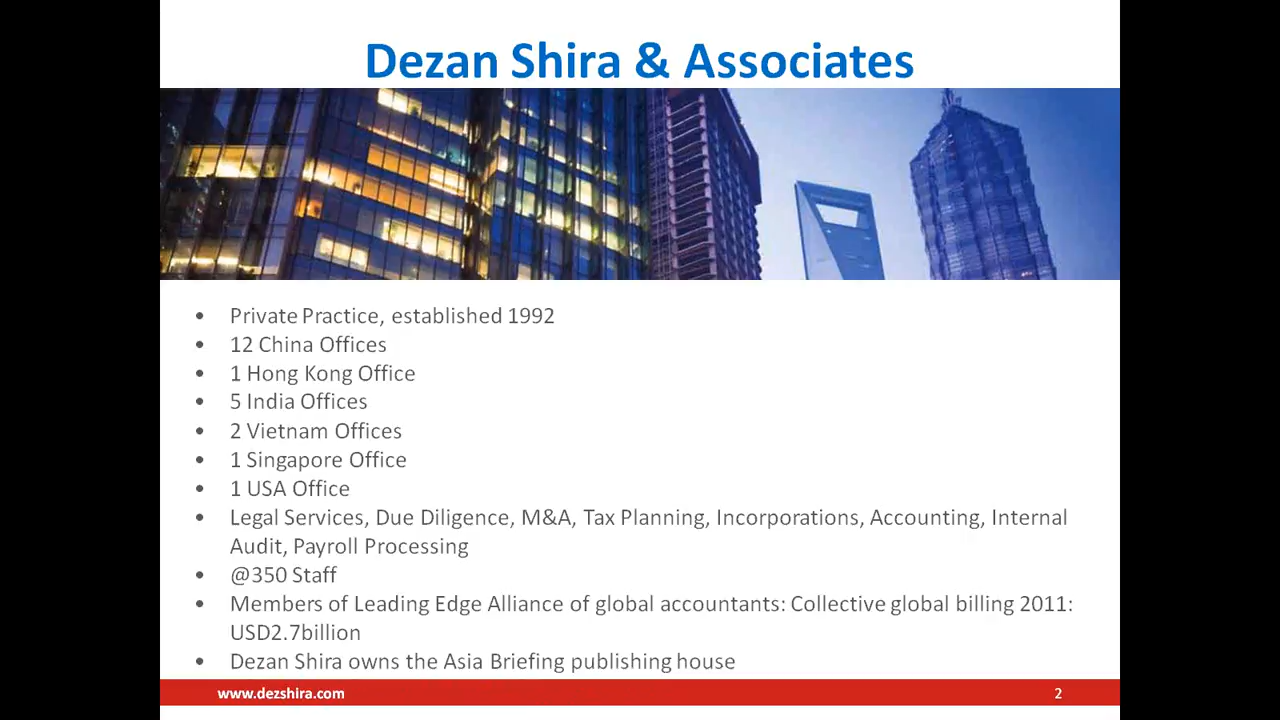 Dezan Shira & Associates
• Private Practice, established 1992
• 12 China Offices
• 1 Hong Kong Office
• 5 India Offices
• 2 Vietnam Offices
• 1 Singapore Office
• 1 USA Office
• Legal Services, Due Diligence, M&A, Tax Planning, Incorporations, Accounting, Internal
Audit, Payroll Processing
• @350 Staff
• Members of Leading Edge Alliance of global accountants: Collective global billing 2011:
USD2.7billion
• Dezan Shira owns the Asia Briefing publishing house
www.dezshira.com 2